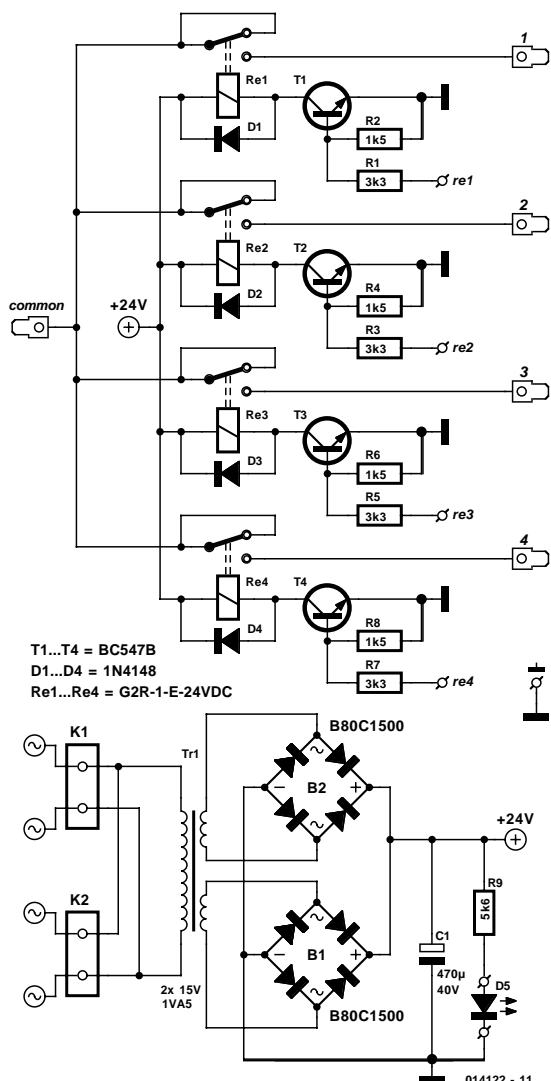 1
Re1
T1
D1
R2
1k5
R1
3k3
re1
2
Re2
T2
D2
R4
1k5
R3
3k3
re2
common
+24V
3
Re3
T3
D3
R6
1k5
R5
3k3
re3
4
Re4
T4
D4
R8
1k5
R7
3k3
re4
T1...T4 = BC547B
D1...D4 = 1N4148
Re1...Re4 = G2R-1-E-24VDC
K1
Tr1
B80C1500
B2
+24V
K2
R9
5k6
B1
C1
470µ
40V
D5
2x 15V
1VA5
B80C1500
014122 - 11